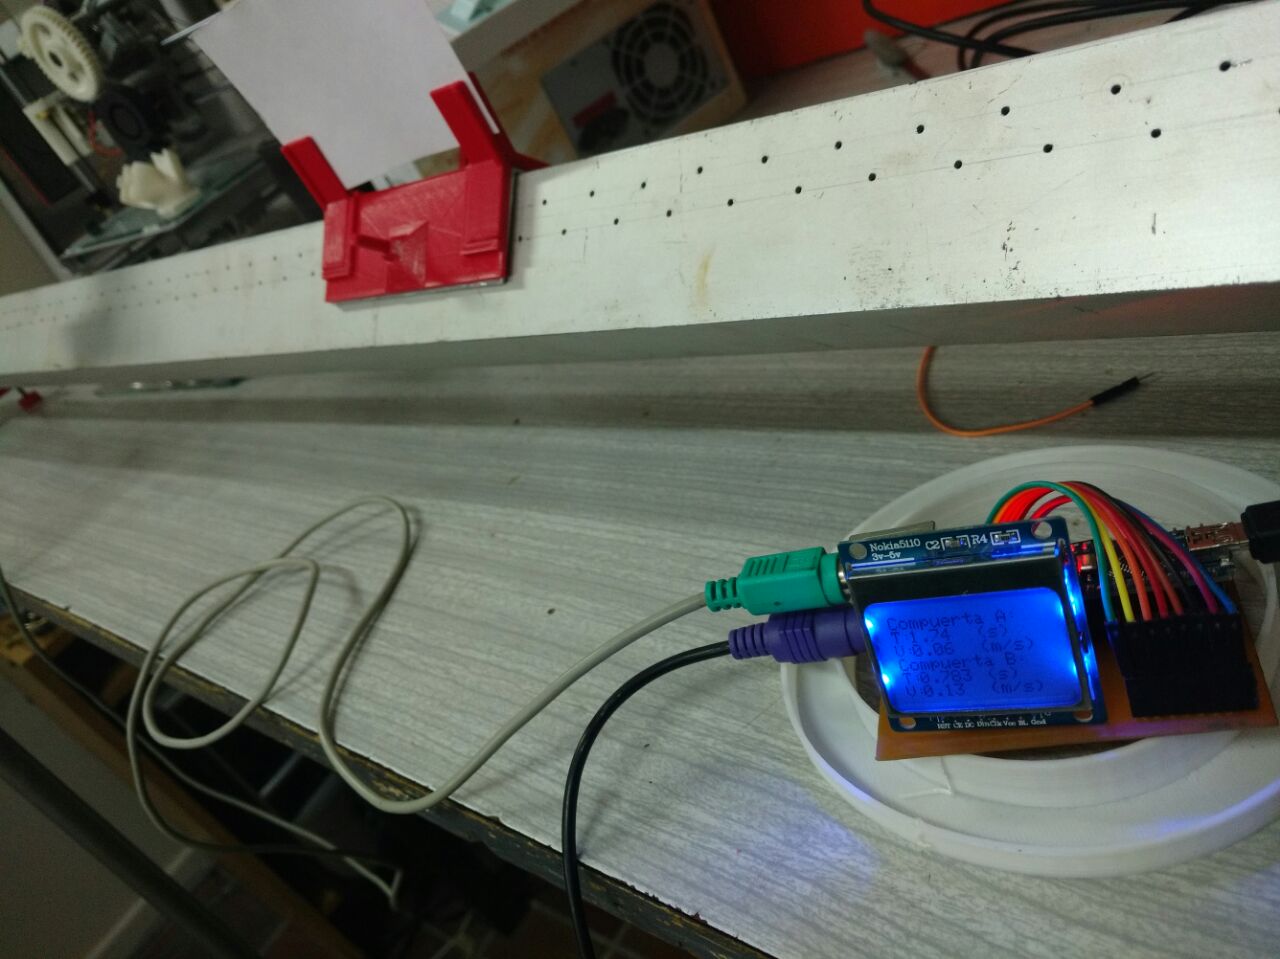 Nokia5110 C2 R4
3v-5v
Compuerta A:
T:1.74 (s)
V:0.06 (m/s)
Compuerta B:
T:0.783 (s)
V:0.13 (m/s)
RST CE DC Din Clk Vcc BL Gnd